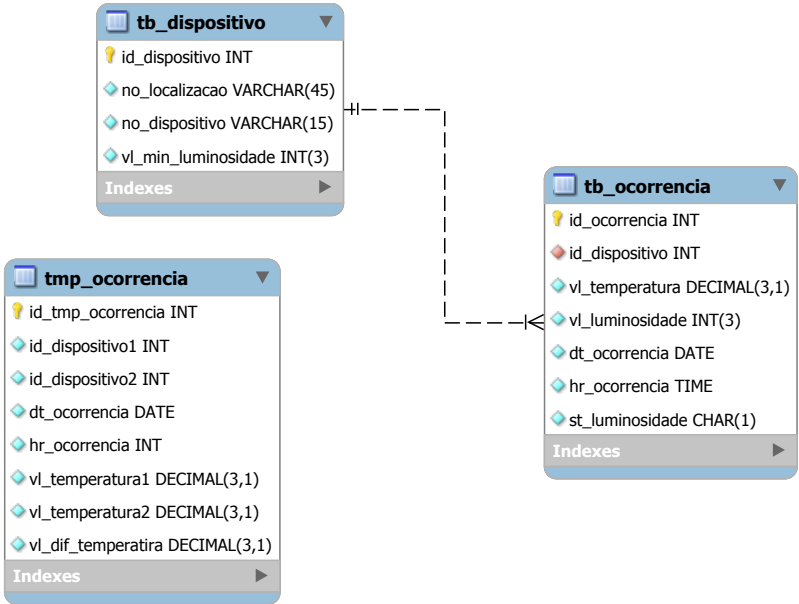 tb_dispositivo
id_dispositivo INT
no_localizacao VARCHAR(45)
no_dispositivo VARCHAR(15)
vl_min_luminosidade INT(3)
Indexes
tb_ocorrencia
id_ocorrencia INT
id_dispositivo INT
vl_temperatura DECIMAL(3,1)
vl_luminosidade INT(3)
dt_ocorrencia DATE
hr_ocorrencia TIME
st_luminosidade CHAR(1)
Indexes
tmp_ocorrencia
id_tmp_ocorrencia INT
id_dispositivo1 INT
id_dispositivo2 INT
dt_ocorrencia DATE
hr_ocorrencia INT
vl_temperatura1 DECIMAL(3,1)
vl_temperatura2 DECIMAL(3,1)
vl_dif_temperatira DECIMAL(3,1)
Indexes